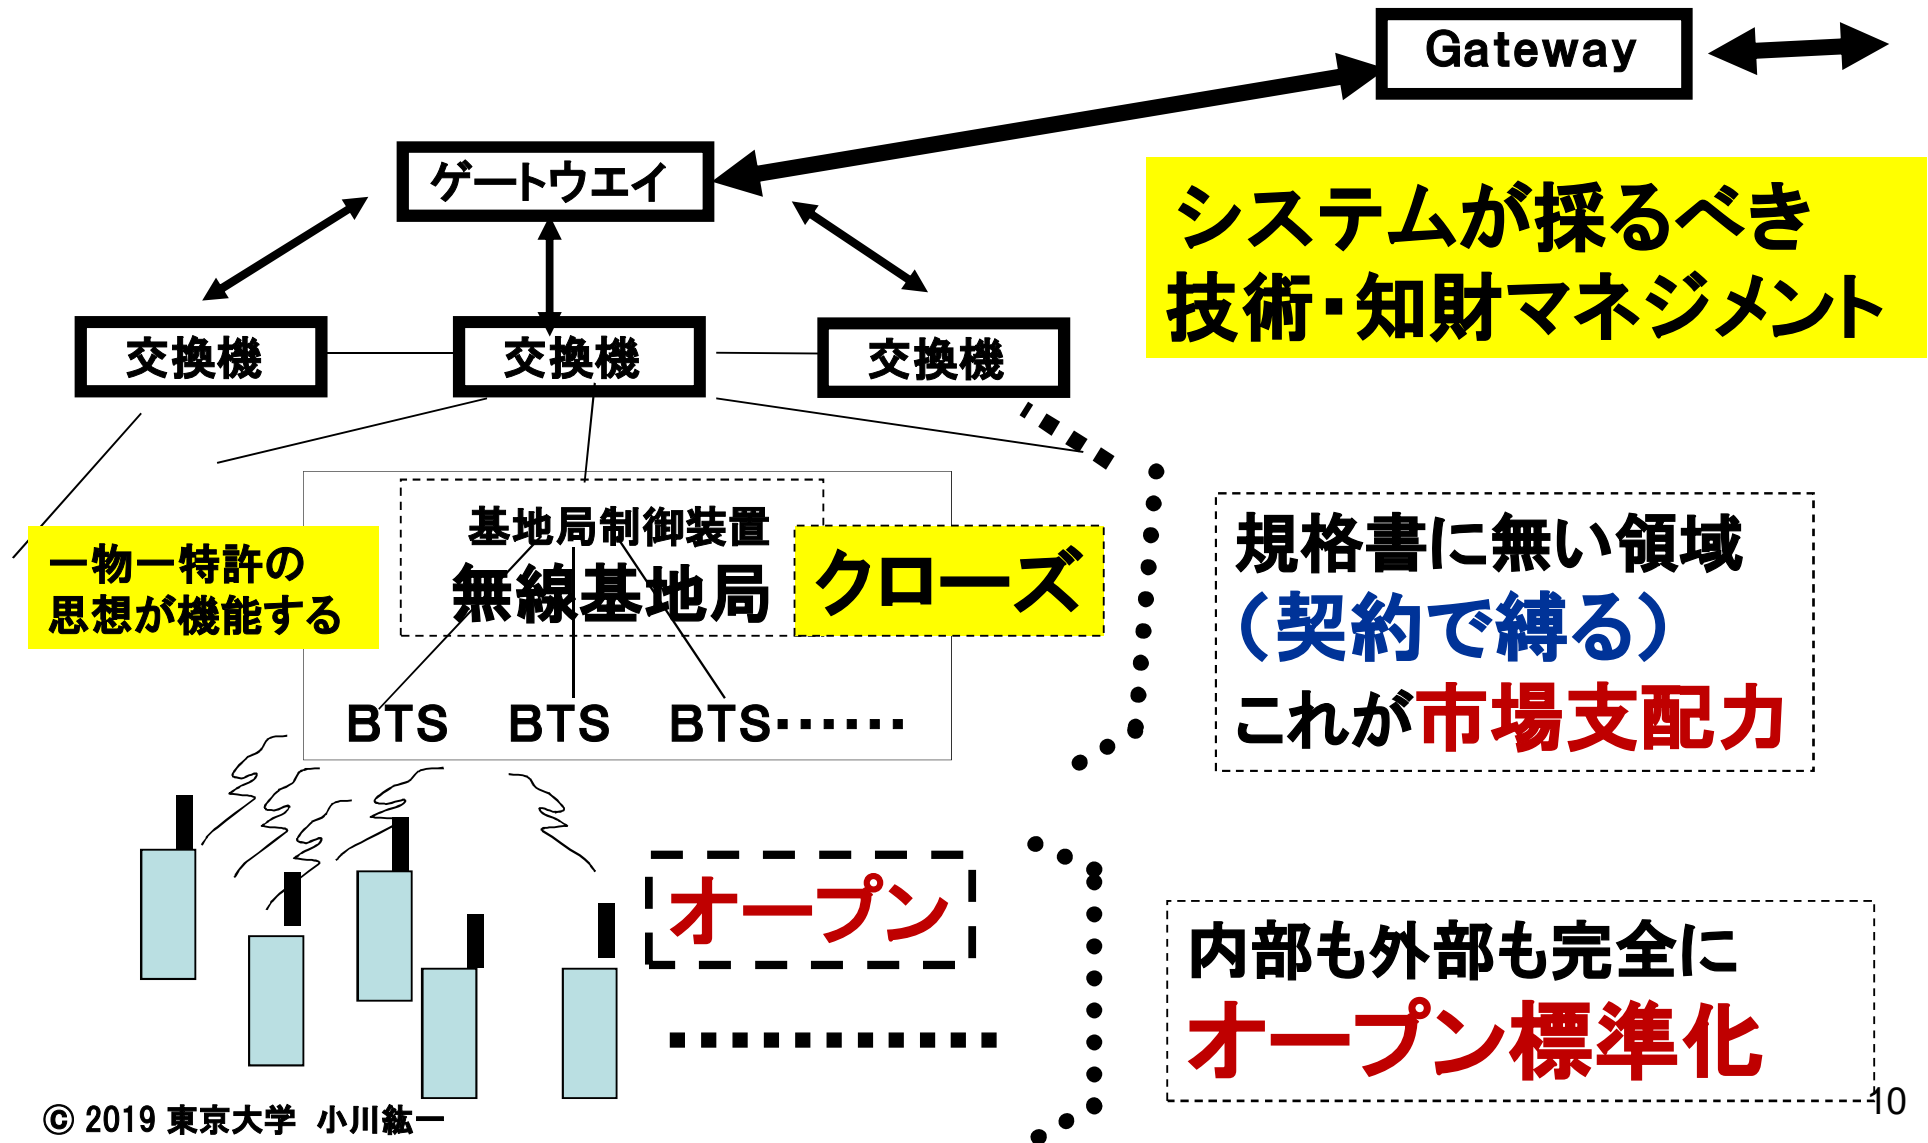 Gateway
ゲートウエイ
システムが採るべき
技術・知財マネジメント
交換機
交換機
交換機
基地局制御装置
無線基地局
クローズ
一物一特許の
思想が機能する
規格書に無い領域
（契約で縛る）
これが市場支配力
BTS BTS BTS……
オープン
内部も外部も完全に
オープン標準化
© 2019 東京大学 小川紘一
10